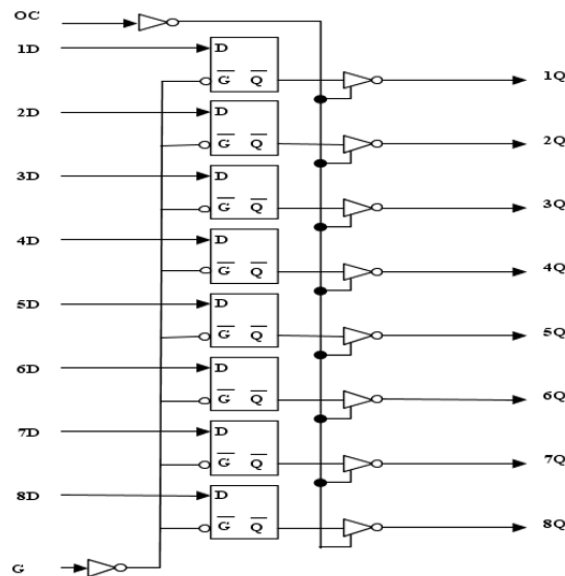 OC
1D D 1Q
G̅ Q̅
2D D 2Q
G̅ Q̅
3D D 3Q
G̅ Q̅
4D D 4Q
G̅ Q̅
5D D 5Q
G̅ Q̅
6D D 6Q
G̅ Q̅
7D D 7Q
G̅ Q̅
8D D 8Q
G̅ Q̅
G